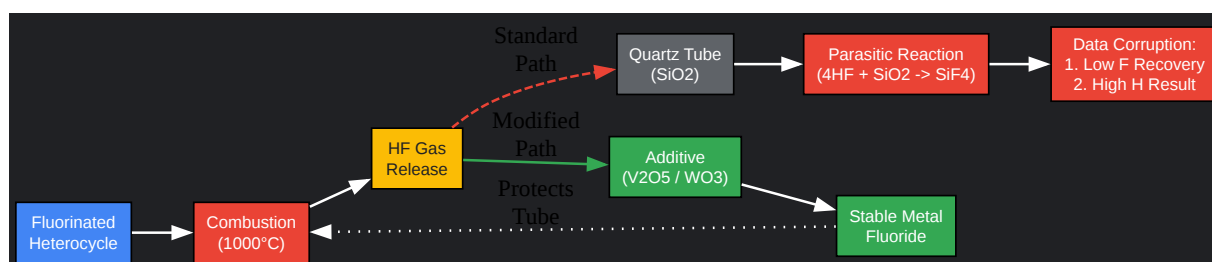 Standard
Path
Quartz Tube
(SiO2)
Parasitic Reaction
(4HF + SiO2 -> SiF4)
Data Corruption:
1. Low F Recovery
2. High H Result
HF Gas
Release
Modified
Path
Additive
(V2O5 / WO3)
Protects
Tube
Fluorinated
Heterocycle
Combustion
(1000°C)
Stable Metal
Fluoride